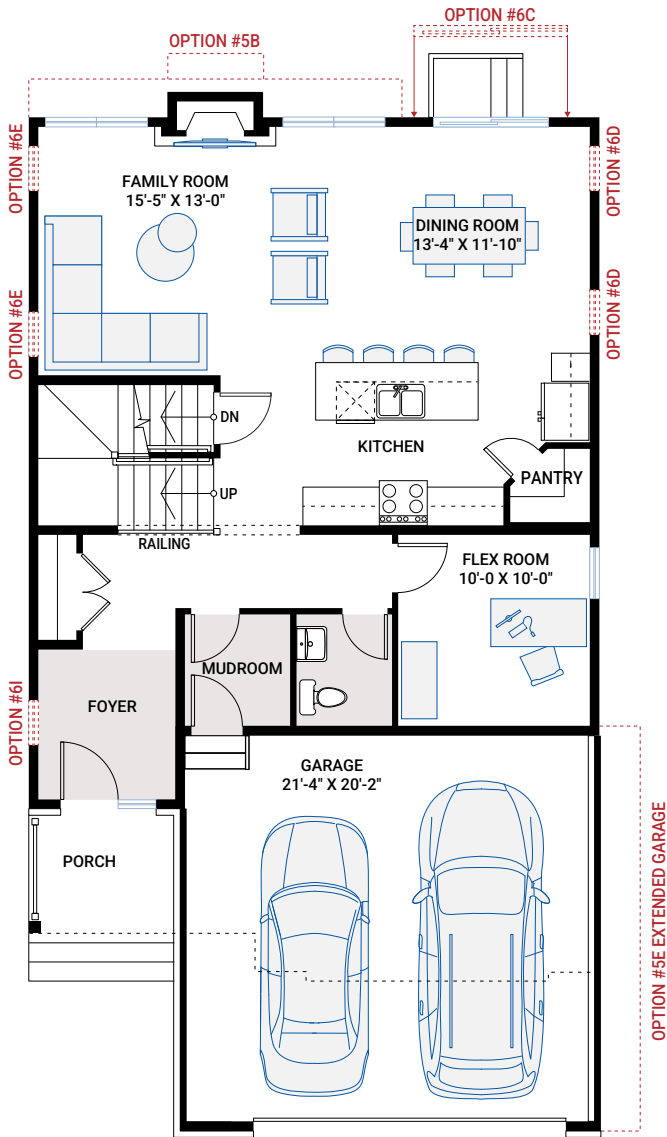 OPTION #6C
OPTION #5B
OPTION #6E
OPTION #6D
FAMILY ROOM
15'-5" X 13'-0"
DINING ROOM
13'-4" X 11'-10"
OPTION #6E
OPTION #6D
DN
KITCHEN
PANTRY
UP
RAILING
FLEX ROOM
10'-0 X 10'-0"
MUDROOM
FOYER
OPTION #6I
GARAGE
21'-4" X 20'-2"
PORCH
OPTION #5E EXTENDED GARAGE